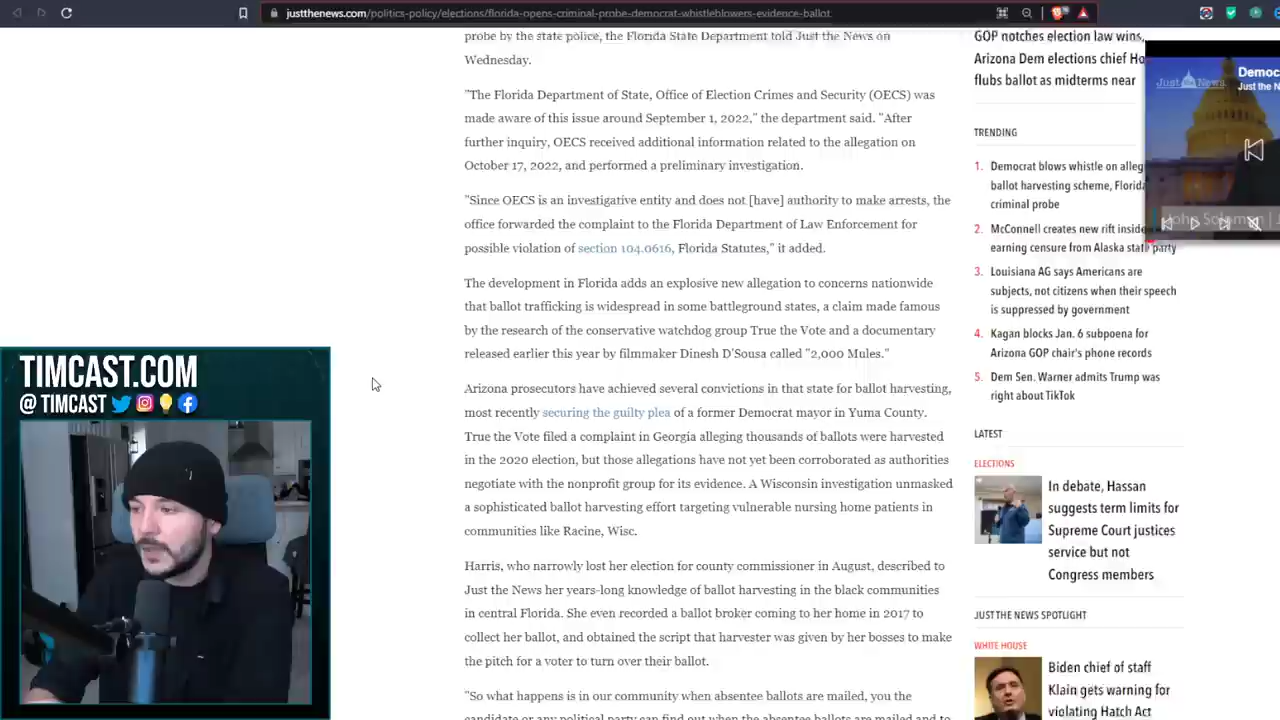 justthenews.com/politics-policy/elections/florida-opens-criminal-probe-democrat-whistleblowers-evidence-ballot
probe by the state police, the Florida State Department told Just the News on
Wednesday.
"The Florida Department of State, Office of Election Crimes and Security (OECS) was
made aware of this issue around September 1, 2022," the department said. "After
further inquiry, OECS received additional information related to the allegation on
October 17, 2022, and performed a preliminary investigation.
"Since OECS is an investigative entity and does not [have] authority to make arrests, the
office forwarded the complaint to the Florida Department of Law Enforcement for
possible violation of section 104.0616, Florida Statutes," it added.
The development in Florida adds an explosive new allegation to concerns nationwide
that ballot trafficking is widespread in some battleground states, a claim made famous
by the research of the conservative watchdog group True the Vote and a documentary
released earlier this year by filmmaker Dinesh D'Sousa called "2,000 Mules."
Arizona prosecutors have achieved several convictions in that state for ballot harvesting,
most recently securing the guilty plea of a former Democrat mayor in Yuma County.
True the Vote filed a complaint in Georgia alleging thousands of ballots were harvested
in the 2020 election, but those allegations have not yet been corroborated as authorities
negotiate with the nonprofit group for its evidence. A Wisconsin investigation unmasked
a sophisticated ballot harvesting effort targeting vulnerable nursing home patients in
communities like Racine, Wisc.
Harris, who narrowly lost her election for county commissioner in August, described to
Just the News her years-long knowledge of ballot harvesting in the black communities
in central Florida. She even recorded a ballot broker coming to her home in 2017 to
collect her ballot, and obtained the script that harvester was given by her bosses to make
the pitch for a voter to turn over their ballot.
"So what happens is in our community when absentee ballots are mailed, you the
candidate or any political party can find out when the absentee ballots are mailed and to
GOP notches election law wins,
Arizona Dem elections chief Ho
flubs ballot as midterms near
Just the News
Democ
Just the N
John Solomon | J
TRENDING
1. Democrat blows whistle on alleg
ballot harvesting scheme, Florida
criminal probe
2. McConnell creates new rift inside
earning censure from Alaska state party
3. Louisiana AG says Americans are
subjects, not citizens when their speech
is suppressed by government
4. Kagan blocks Jan. 6 subpoena for
Arizona GOP chair's phone records
5. Dem Sen. Warner admits Trump was
right about TikTok
LATEST
ELECTIONS
In debate, Hassan
suggests term limits for
Supreme Court justices
service but not
Congress members
JUST THE NEWS SPOTLIGHT
WHITE HOUSE
Biden chief of staff
Klain gets warning for
violating Hatch Act
TIMCAST.COM
@ TIMCAST